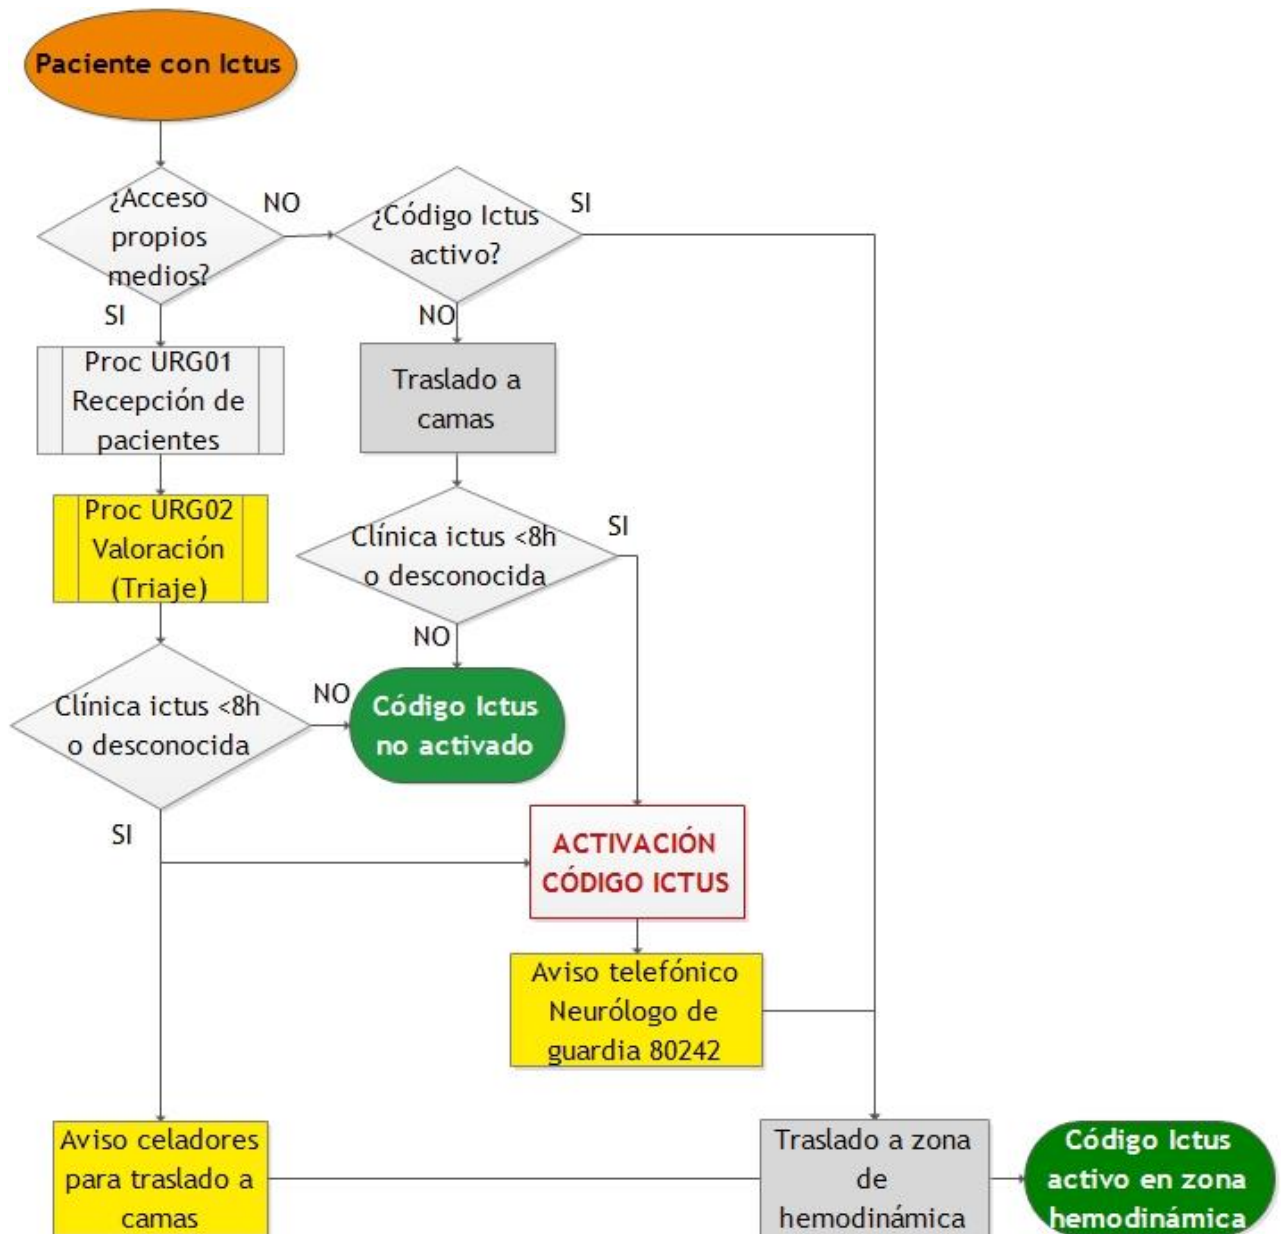 Paciente con Ictus
¿Acceso
propios
medios?
NO
SI
¿Código Ictus
activo?
SI
NO
Proc URG01
Recepción de
pacientes
Traslado a
camas
Proc URG02
Valoración
(Triaje)
Clínica ictus <8h
o desconocida
SI
NO
Clínica ictus <8h
o desconocida
NO
SI
Código Ictus
no activado
ACTIVACIÓN
CÓDIGO ICTUS
Aviso telefónico
Neurólogo de
guardia 80242
Aviso celadores
para traslado a
camas
Traslado a zona
de
hemodinámica
Código Ictus
activo en zona
hemodinámica